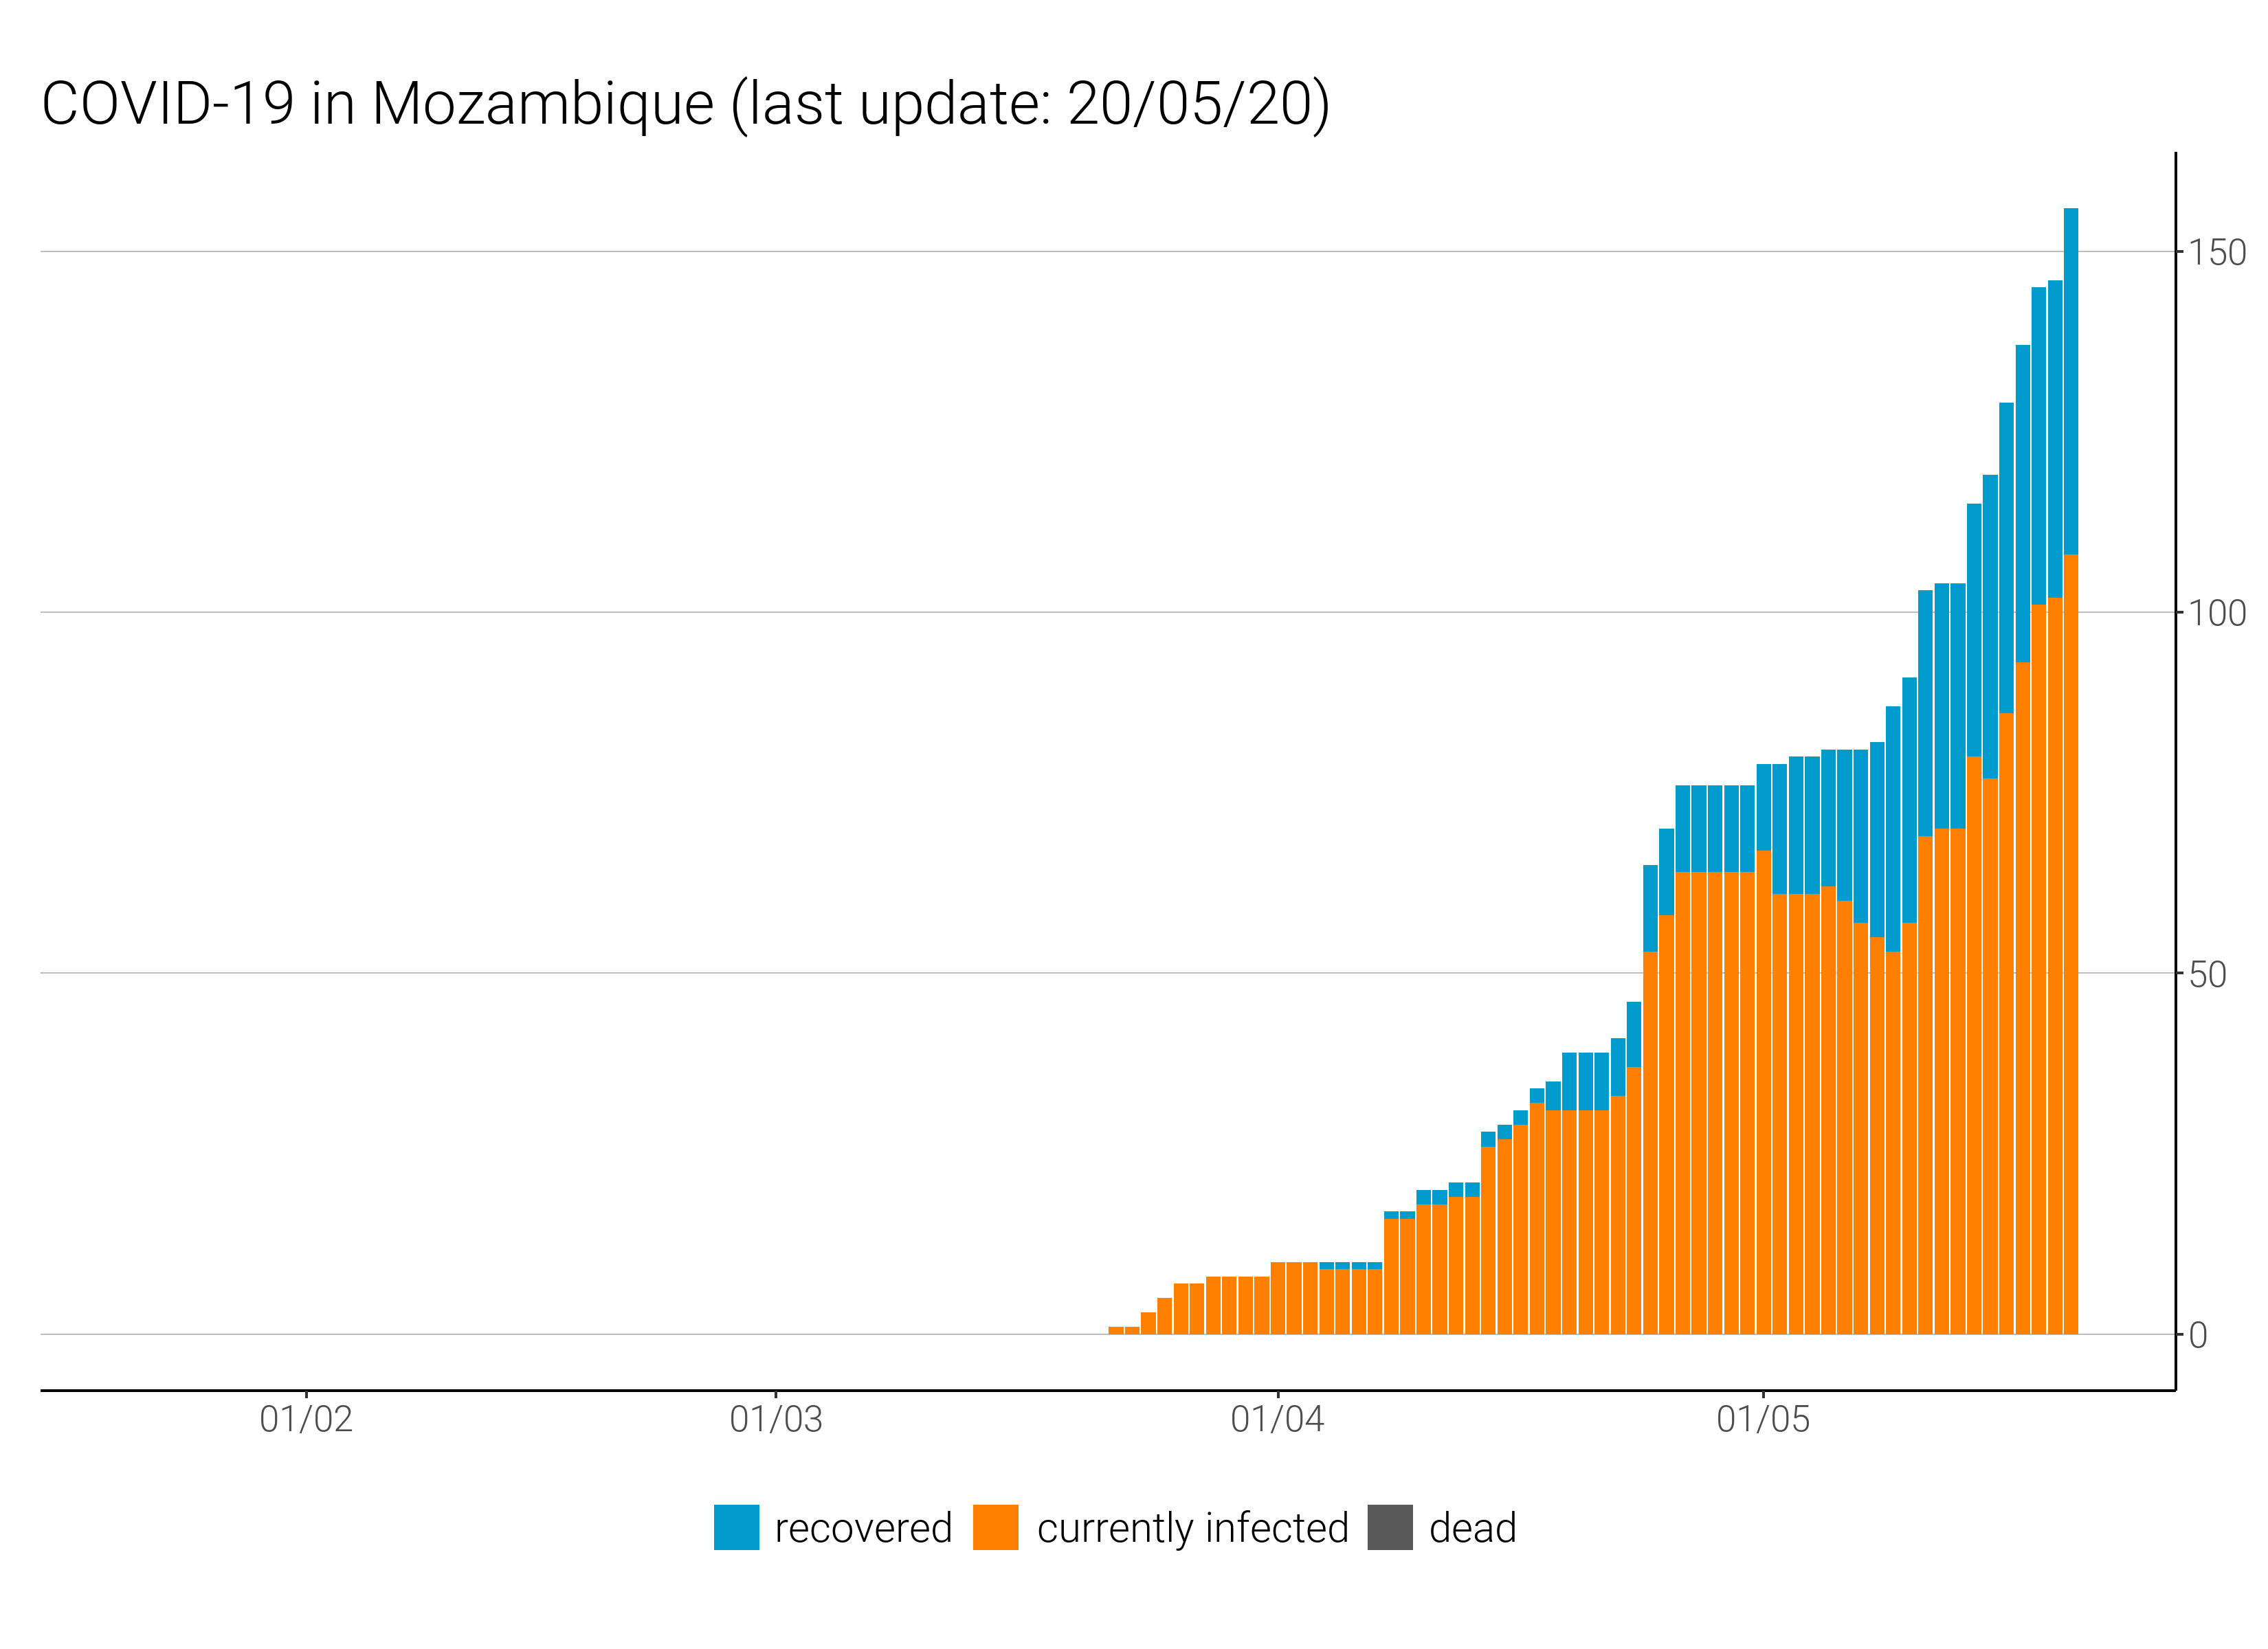 COVID-19 in Mozambique (last update: 20/05/20)
150
100
50
0
01/02 01/03 01/04 01/05
recovered currently infected dead